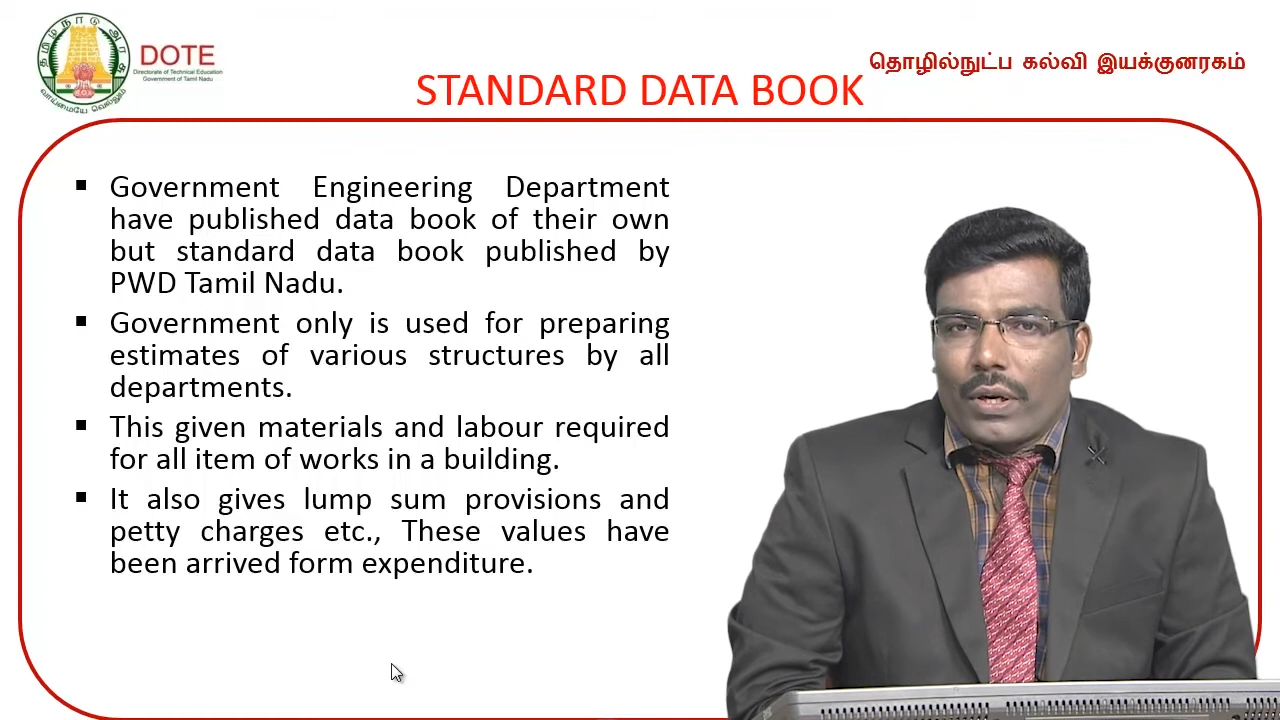 தமிழ்நாடு அரசு
வாய்மையே வெல்லும்
DOTE
Directorate of Technical Education
Government of Tamil Nadu
தொழில்நுட்ப கல்வி இயக்குனரகம்
STANDARD DATA BOOK
▪ Government Engineering Department
have published data book of their own
but standard data book published by
PWD Tamil Nadu.
▪ Government only is used for preparing
estimates of various structures by all
departments.
▪ This given materials and labour required
for all item of works in a building.
▪ It also gives lump sum provisions and
petty charges etc., These values have
been arrived form expenditure.